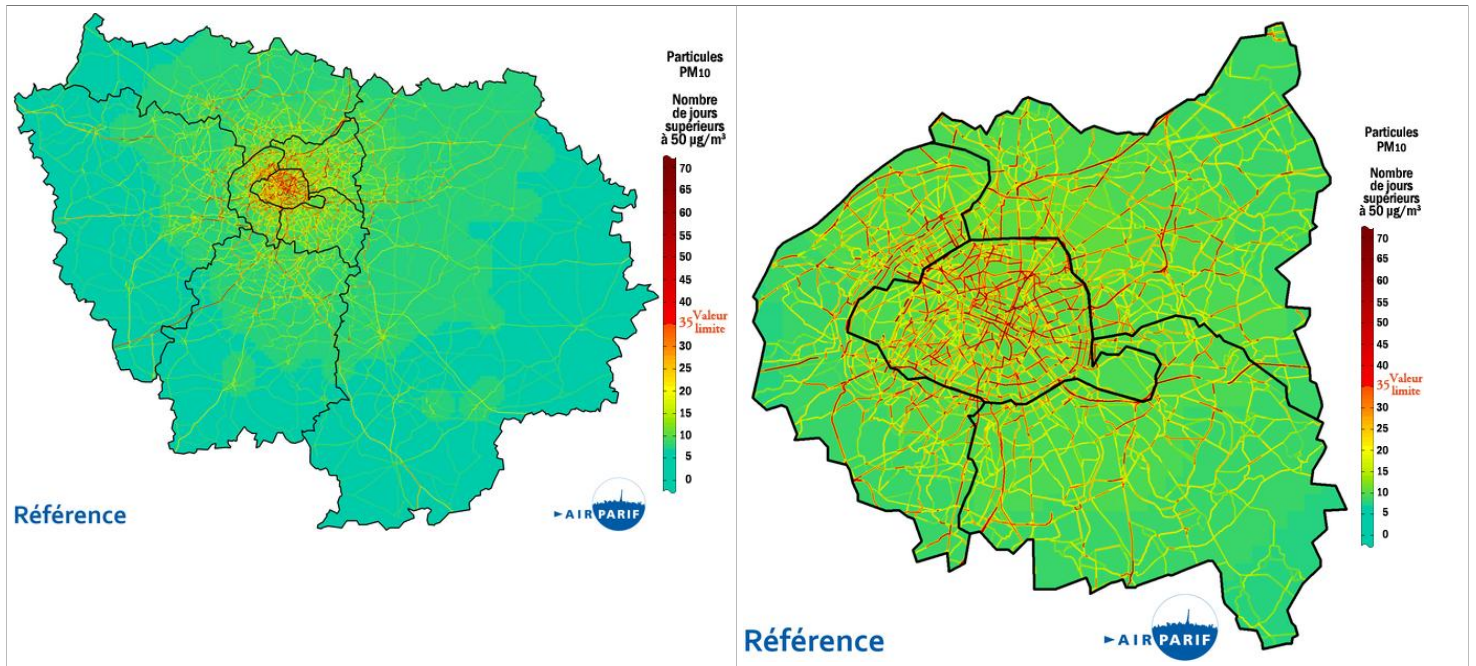 Particules
PM10
Nombre
de jours
supérieurs
à 50 µg/m³
70
65
60
55
50
45
40
35 Valeur
limite
30
25
20
15
10
5
0
Référence
AIRPARIF
Particules
PM10
Nombre
de jours
supérieurs
à 50 µg/m³
70
65
60
55
50
45
40
35 Valeur
limite
30
25
20
15
10
5
0
Référence
AIRPARIF